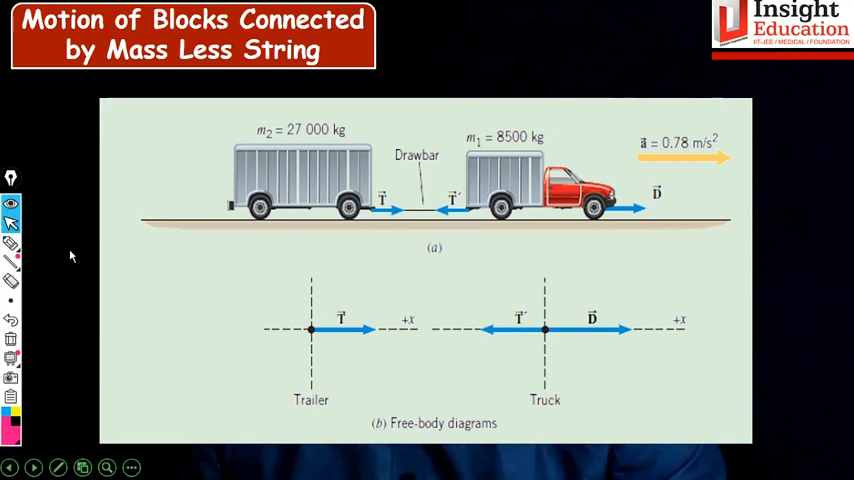 Motion of Blocks Connected
by Mass Less String
Insight
Education
IIT-JEE / MEDICAL / FOUNDATION
m₂ = 27 000 kg
m₁ = 8500 kg
a⃗ = 0.78 m/s²
Drawbar
T⃗
T⃗′
D⃗
(a)
T⃗
+x
T⃗′
D⃗
+x
Trailer
Truck
(b) Free-body diagrams